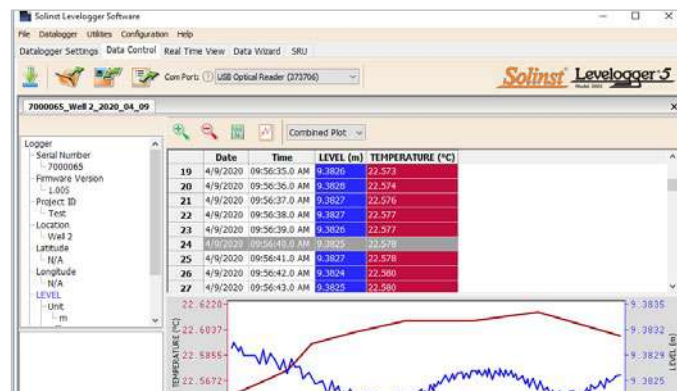 Solinst Levelogger Software
File Datalogger Utilities Configuration Help
Datalogger Settings Data Control Real Time View Data Wizard SRU
Com Port: USB Optical Reader (373706)
Solinst Levelogger 5
7000065_Well 2_2020_04_09
Combined Plot
Logger
Serial Number
7000065
Firmware Version
1.005
Project ID
Test
Location
Well 2
Latitude
N/A
Longitude
N/A
LEVEL
Unit
m
Date Time LEVEL (m) TEMPERATURE (°C)
19 4/9/2020 09:56:35.0 AM 9.3826 22.573
20 4/9/2020 09:56:36.0 AM 9.3828 22.574
21 4/9/2020 09:56:37.0 AM 9.3827 22.576
22 4/9/2020 09:56:38.0 AM 9.3827 22.577
23 4/9/2020 09:56:39.0 AM 9.3826 22.577
24 4/9/2020 09:56:40.0 AM 9.3825 22.578
25 4/9/2020 09:56:41.0 AM 9.3827 22.578
26 4/9/2020 09:56:42.0 AM 9.3824 22.580
27 4/9/2020 09:56:43.0 AM 9.3825 22.580
TEMPERATURE (°C)
22.6220
22.6037
22.5855
22.5672
9.3835
9.3832
9.3829
9.3825
LEVEL (m)